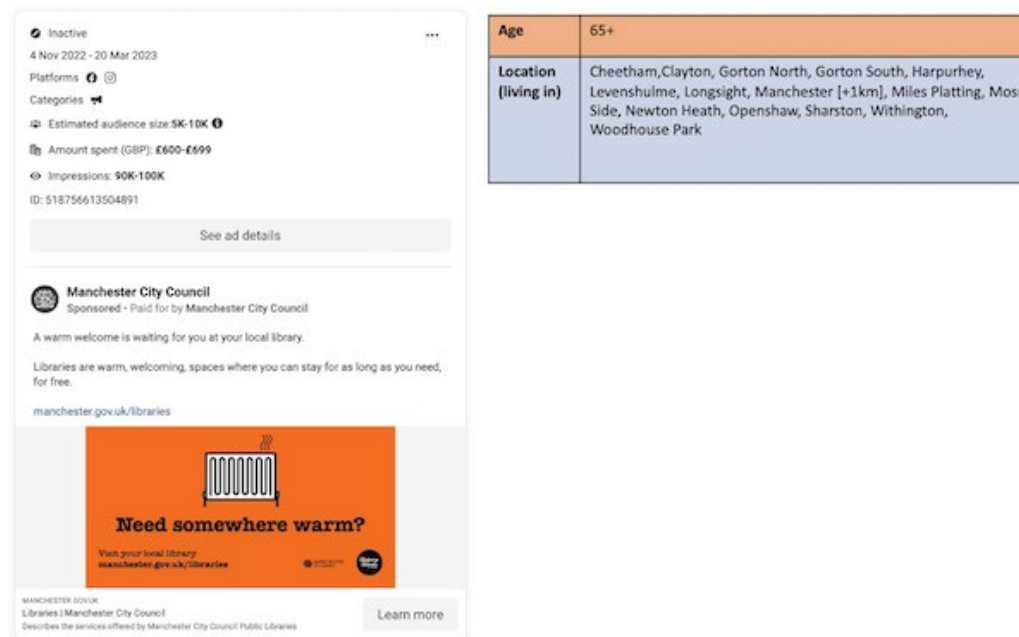 Inactive
...
4 Nov 2022 - 20 Mar 2023
Platforms
Categories
Estimated audience size:5K-10K
Amount spent (GBP): £600-£699
Impressions: 90K-100K
ID: 518756613504891
See ad details
Manchester City Council
Sponsored • Paid for by Manchester City Council
A warm welcome is waiting for you at your local library.
Libraries are warm, welcoming, spaces where you can stay for as long as you need,
for free.
manchester.gov.uk/libraries
Need somewhere warm?
Visit your local library
manchester.gov.uk/libraries
MANCHESTER.GOV.UK
Libraries | Manchester City Council
Describes the services offered by Manchester City Council Public Libraries
Learn more
Age
65+
Location
(living in)
Cheetham,Clayton, Gorton North, Gorton South, Harpurhey,
Levenshulme, Longsight, Manchester [+1km], Miles Platting, Mos
Side, Newton Heath, Openshaw, Sharston, Withington,
Woodhouse Park